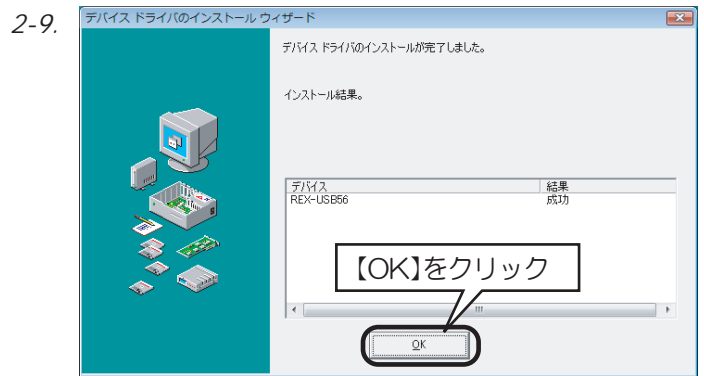 2-9.
デバイス ドライバのインストール ウィザード
デバイス ドライバのインストールが完了しました。
インストール結果。
デバイス 結果
REX-USB56 成功
【OK】をクリック
OK